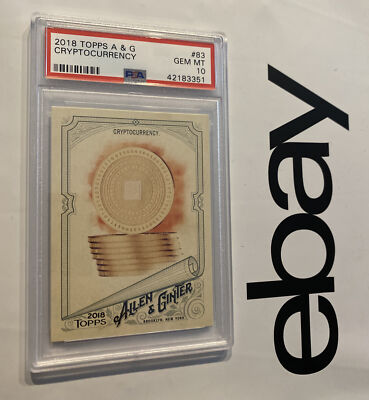 2018 TOPPS A & G #83
CRYPTOCURRENCY GEM MT
PSA 10
42183351
CRYPTOCURRENCY
2018
TOPPS
ALLEN & GINTER
BROOKLYN, NEW YORK
ebay